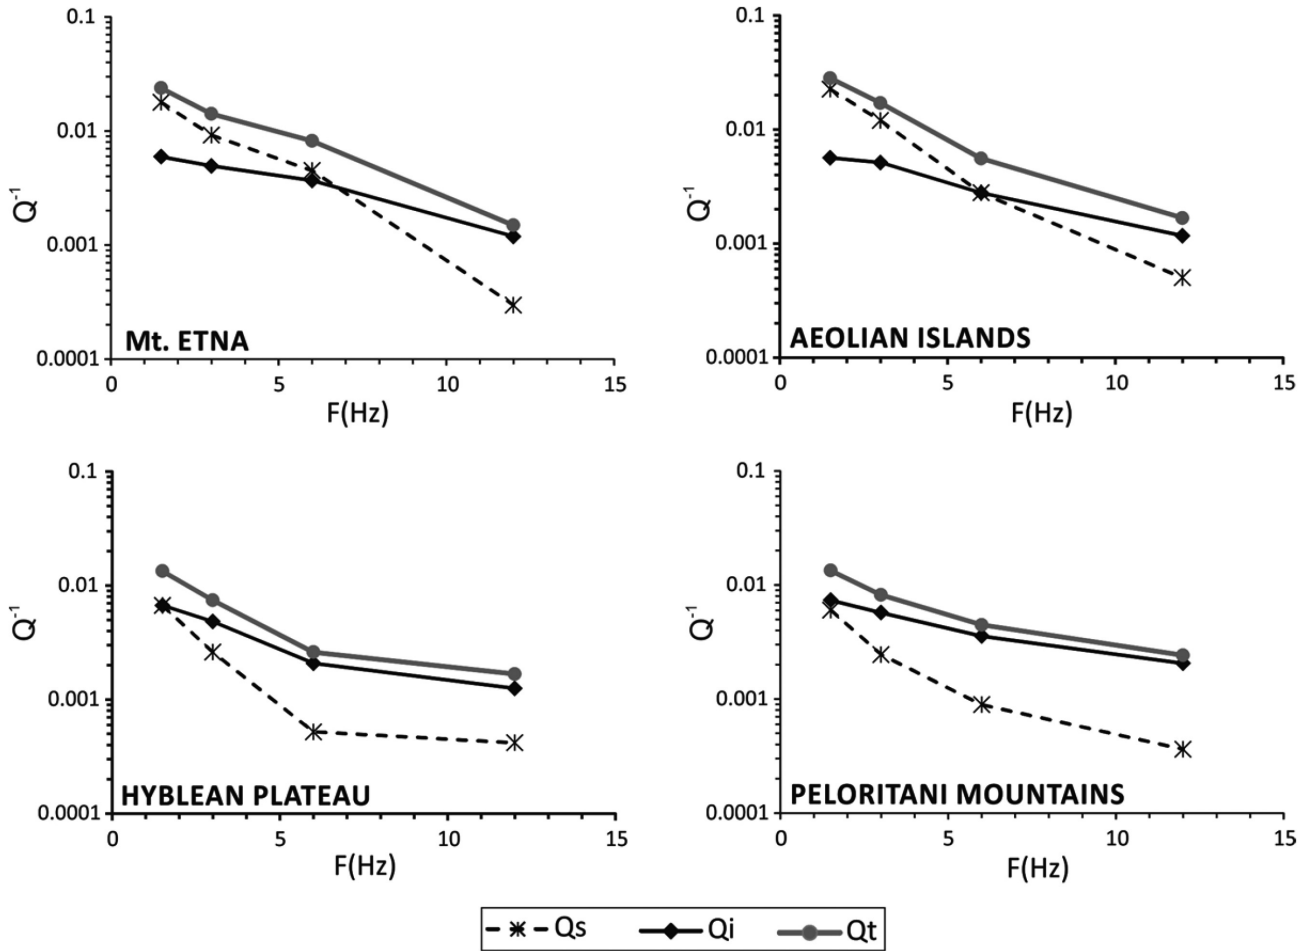 0.1
0.01
0.001
0.0001
Q⁻¹
Mt. ETNA
0 5 10 15
F(Hz)
0.1
0.01
0.001
0.0001
Q⁻¹
AEOLIAN ISLANDS
0 5 10 15
F(Hz)
0.1
0.01
0.001
0.0001
Q⁻¹
HYBLEAN PLATEAU
0 5 10 15
F(Hz)
0.1
0.01
0.001
0.0001
Q⁻¹
PELORITANI MOUNTAINS
0 5 10 15
F(Hz)
Qs Qi Qt